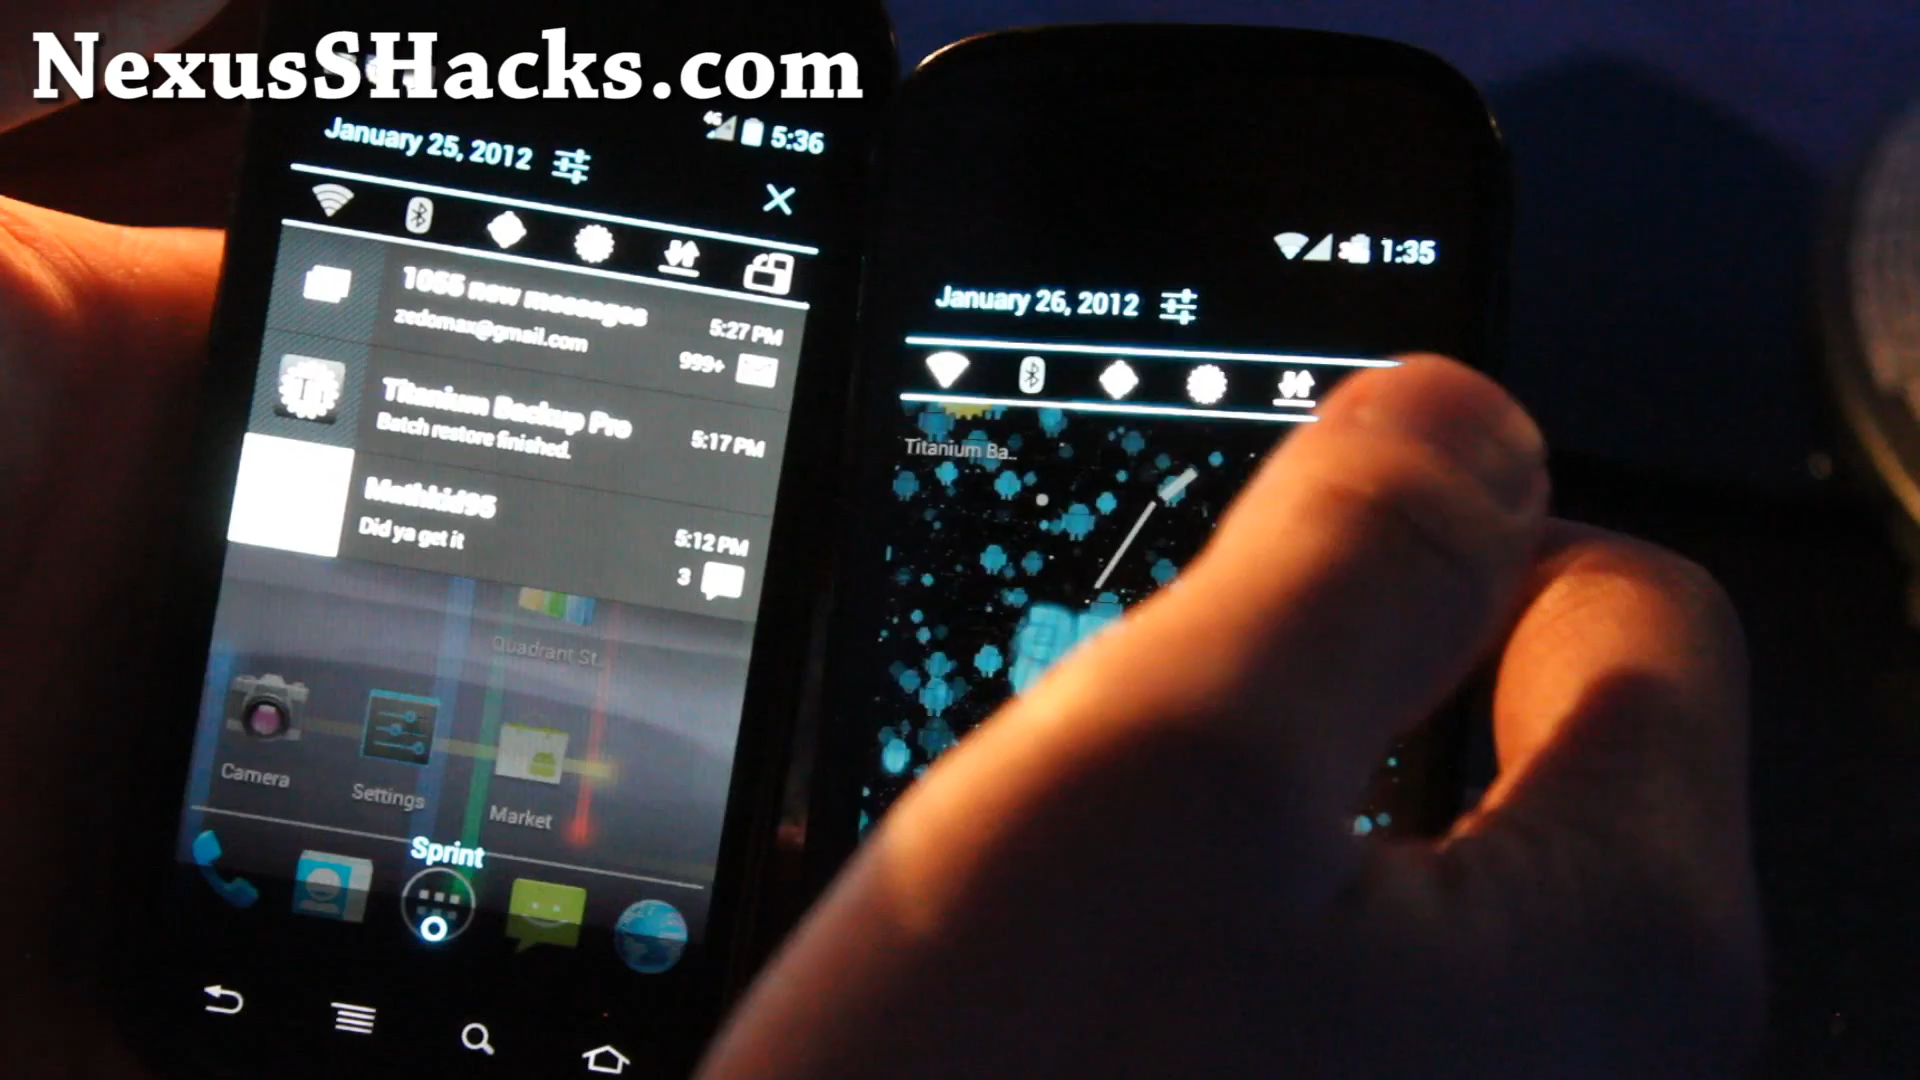 NexusSHacks.com
4G 5:36
January 25, 2012
1065 new messages
zedomax@gmail.com
5:27 PM
999+
Titanium Backup Pro
Batch restore finished.
5:17 PM
Mathkid95
Did ya get it
5:12 PM
3
Quadrant St..
Camera
Settings
Market
Sprint
1:35
January 26, 2012
Titanium Ba..